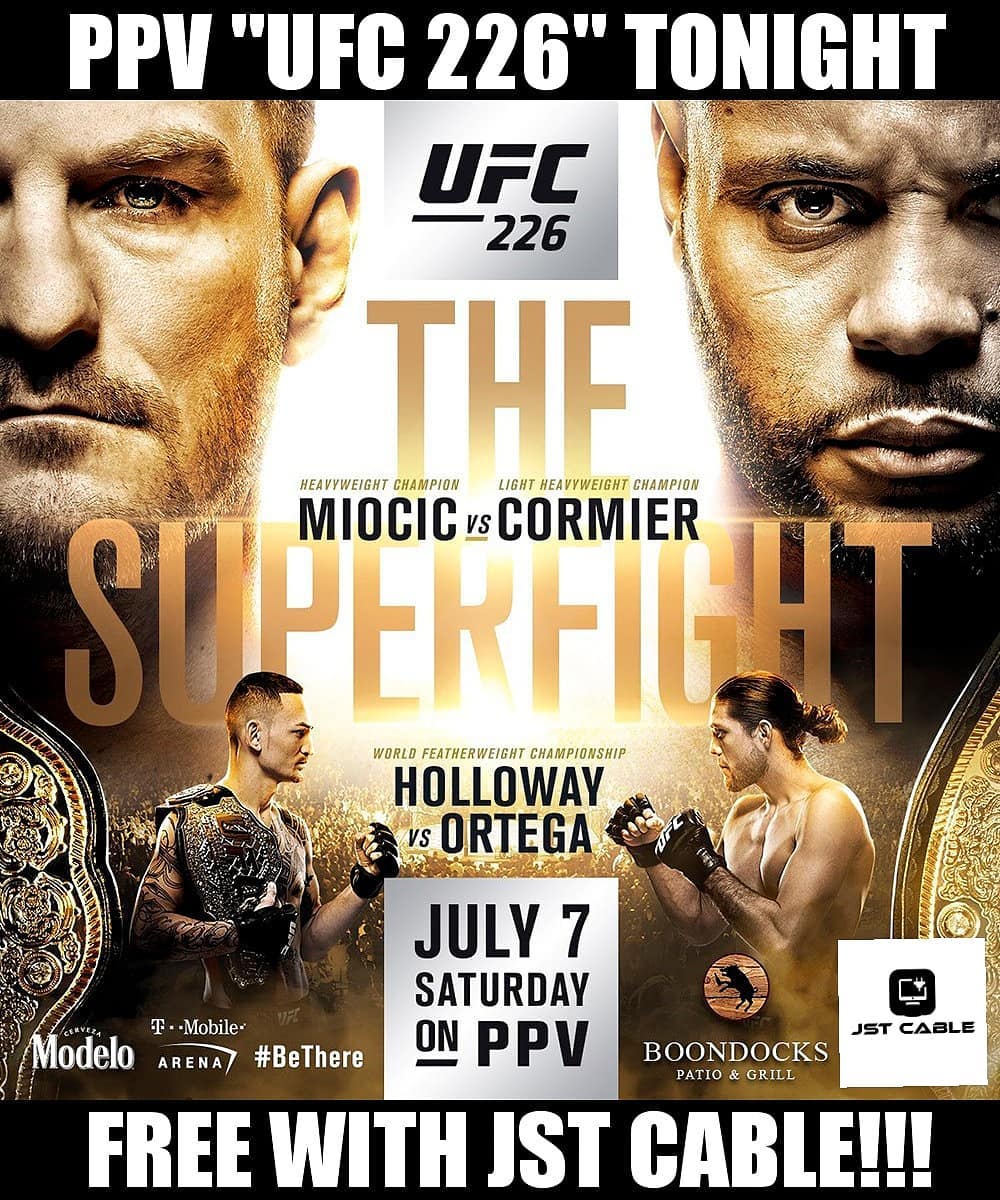 PPV "UFC 226" TONIGHT
UFC
226
THE
HEAVYWEIGHT CHAMPION LIGHT HEAVYWEIGHT CHAMPION
MIOCIC VS CORMIER
SUPERFIGHT
WORLD FEATHERWEIGHT CHAMPIONSHIP
HOLLOWAY
VS ORTEGA
UFC
JULY 7
SATURDAY
ON PPV
CERVEZA
Modelo
T··Mobile·
ARENA
#BeThere
BOONDOCKS
PATIO & GRILL
JST CABLE
FREE WITH JST CABLE!!!